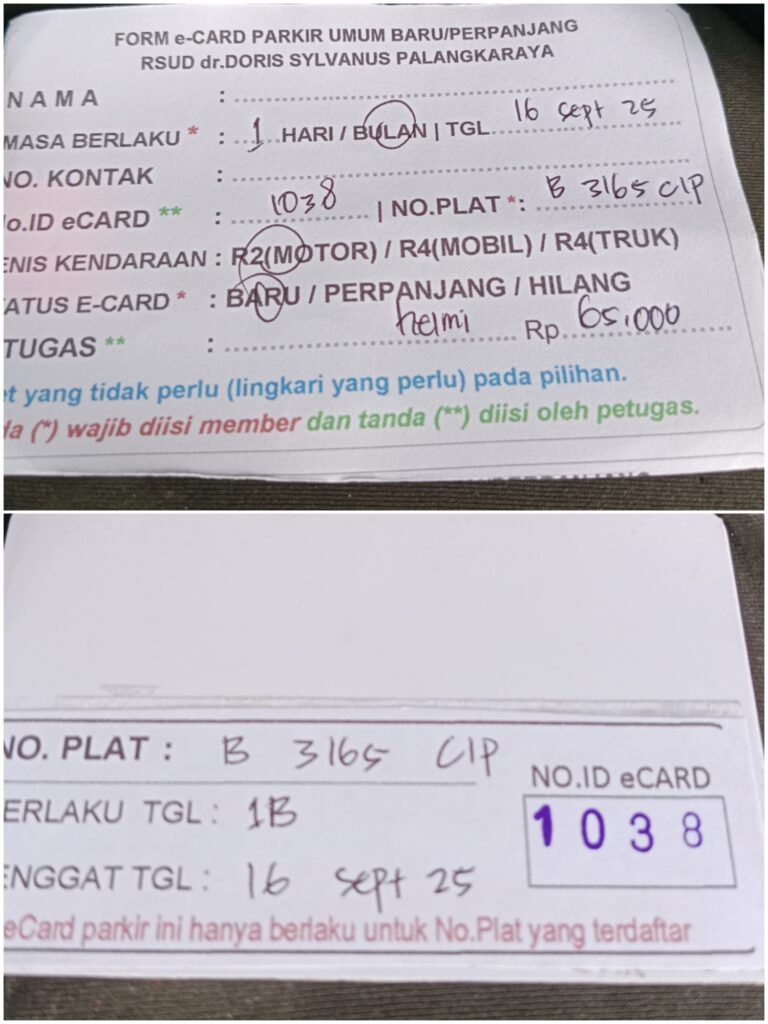 FORM e-CARD PARKIR UMUM BARU/PERPANJANG
RSUD dr.DORIS SYLVANUS PALANGKARAYA
NAMA :
MASA BERLAKU * : 1 HARI / BULAN | TGL 16 sept 25
NO. KONTAK :
o.ID eCARD ** : 1038 | NO.PLAT *: B 3165 CIP
ENIS KENDARAAN : R2(MOTOR) / R4(MOBIL) / R4(TRUK)
ATUS E-CARD * : BARU / PERPANJANG / HILANG
TUGAS ** : helmi Rp. 65.000
et yang tidak perlu (lingkari yang perlu) pada pilihan.
da (*) wajib diisi member dan tanda (**) diisi oleh petugas.
NO. PLAT : B 3165 CIP
NO.ID eCARD
ERLAKU TGL : 1B
1038
ENGGAT TGL : 16 sept 25
eCard parkir ini hanya berlaku untuk No.Plat yang terdaftar